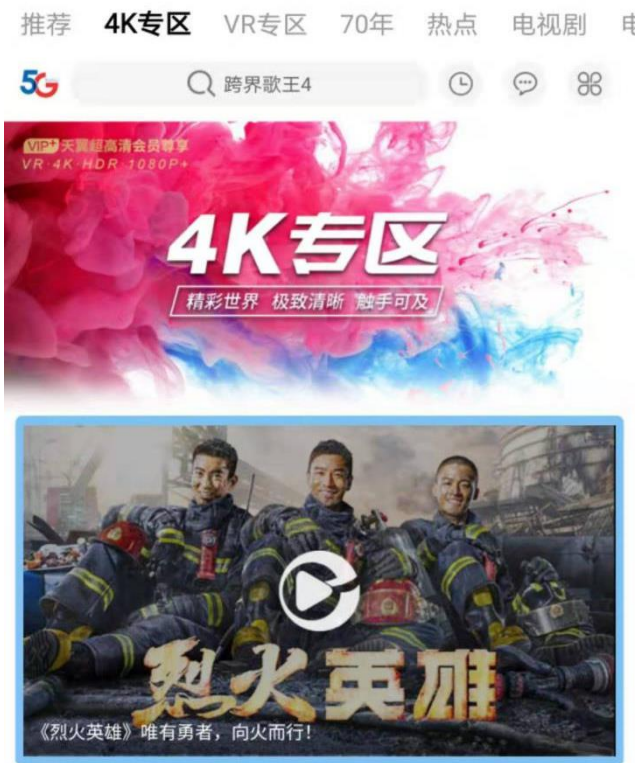 推荐 4K专区 VR专区 70年 热点 电视剧
5G 跨界歌王4
VIP+ 天翼超高清会员尊享
VR·4K·HDR·1080P+
4K专区
精彩世界 极致清晰 触手可及
烈火英雄
《烈火英雄》唯有勇者，向火而行！